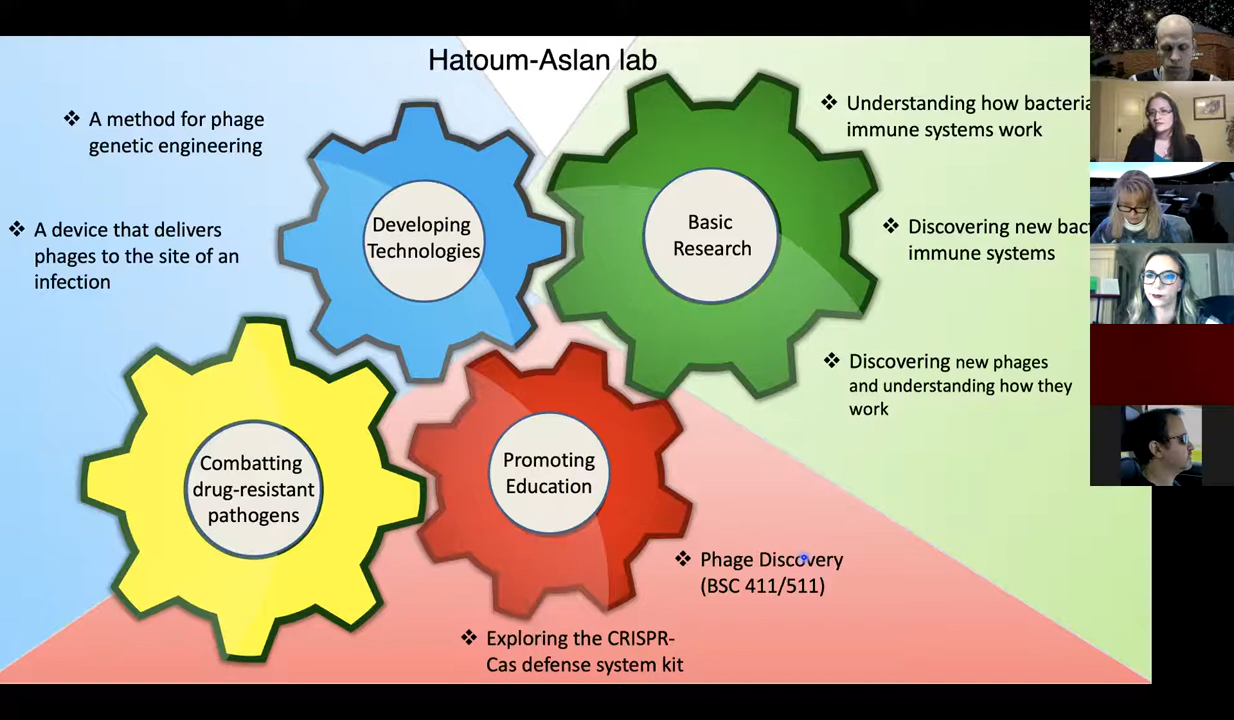 Hatoum-Aslan lab
❖ A method for phage
genetic engineering
❖ A device that delivers
phages to the site of an
infection
Developing
Technologies
Basic
Research
❖ Understanding how bacteria
immune systems work
❖ Discovering new bact
immune systems
❖ Discovering new phages
and understanding how they
work
Combatting
drug-resistant
pathogens
Promoting
Education
❖ Phage Discovery
(BSC 411/511)
❖ Exploring the CRISPR-
Cas defense system kit